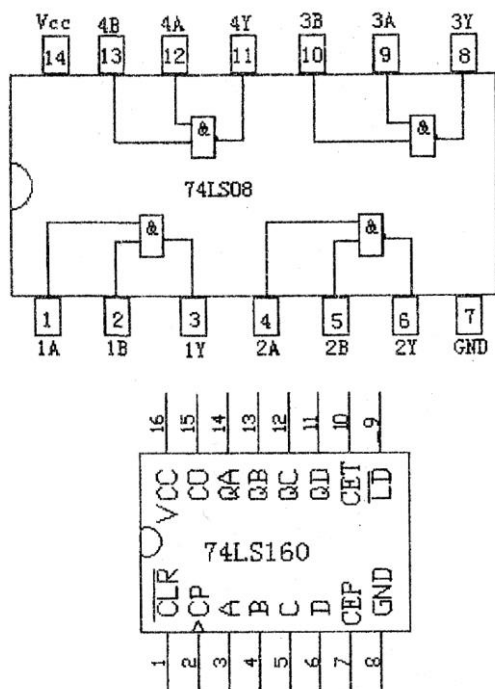 Vcc 4B 4A 4Y 3B 3A 3Y
14 13 12 11 10 9 8
& &
74LS08
& &
1 2 3 4 5 6 7
1A 1B 1Y 2A 2B 2Y GND
16 15 14 13 12 11 10 9
VCC CO QA QB QC QD CET LD
74LS160
CLR CP A B C D CEP GND
1 2 3 4 5 6 7 8